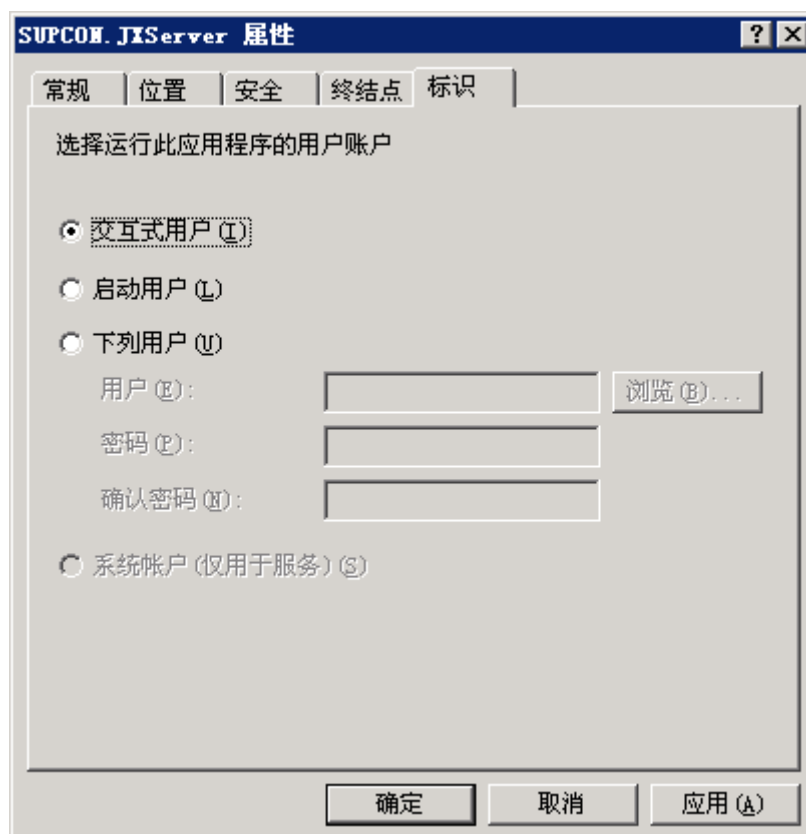 SUPCON.JXServer 属性
常规 位置 安全 终结点 标识
选择运行此应用程序的用户账户
交互式用户(I)
启动用户(L)
下列用户(U)
用户(E): 浏览(B)...
密码(P):
确认密码(N):
系统帐户(仅用于服务)(S)
确定 取消 应用(A)